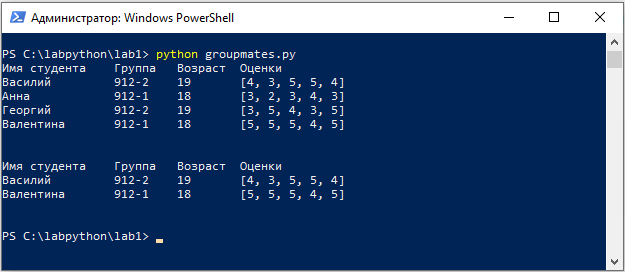 Администратор: Windows PowerShell
PS C:\labpython\lab1> python groupmates.py
Имя студента Группа Возраст Оценки
Василий 912-2 19 [4, 3, 5, 5, 4]
Анна 912-1 18 [3, 2, 3, 4, 3]
Георгий 912-2 19 [3, 5, 4, 3, 5]
Валентина 912-1 18 [5, 5, 5, 4, 5]
Имя студента Группа Возраст Оценки
Василий 912-2 19 [4, 3, 5, 5, 4]
Валентина 912-1 18 [5, 5, 5, 4, 5]
PS C:\labpython\lab1>